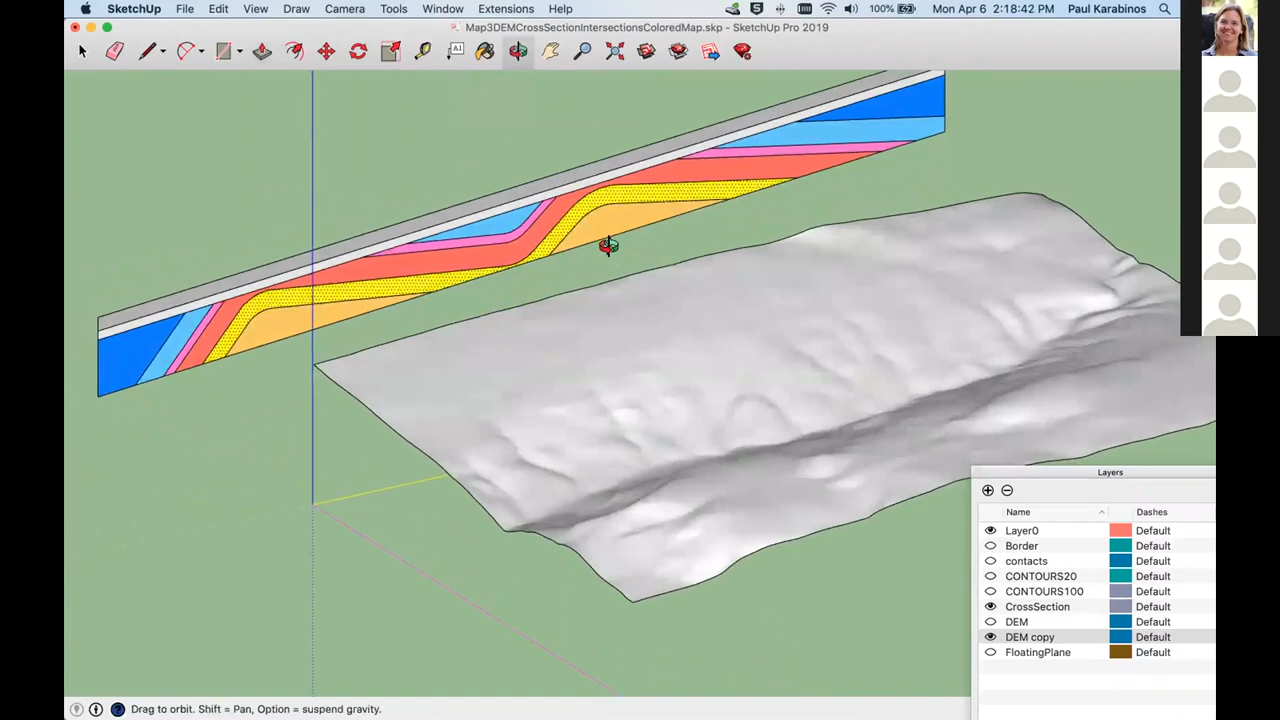 SketchUp File Edit View Draw Camera Tools Window Extensions Help 100% Mon Apr 6 2:18:42 PM Paul Karabinos
Map3DEMCrossSectionIntersectionsColoredMap.skp - SketchUp Pro 2019
A1
Layers
Name Dashes
Layer0 Default
Border Default
contacts Default
CONTOURS20 Default
CONTOURS100 Default
CrossSection Default
DEM Default
DEM copy Default
FloatingPlane Default
Drag to orbit. Shift = Pan, Option = suspend gravity.